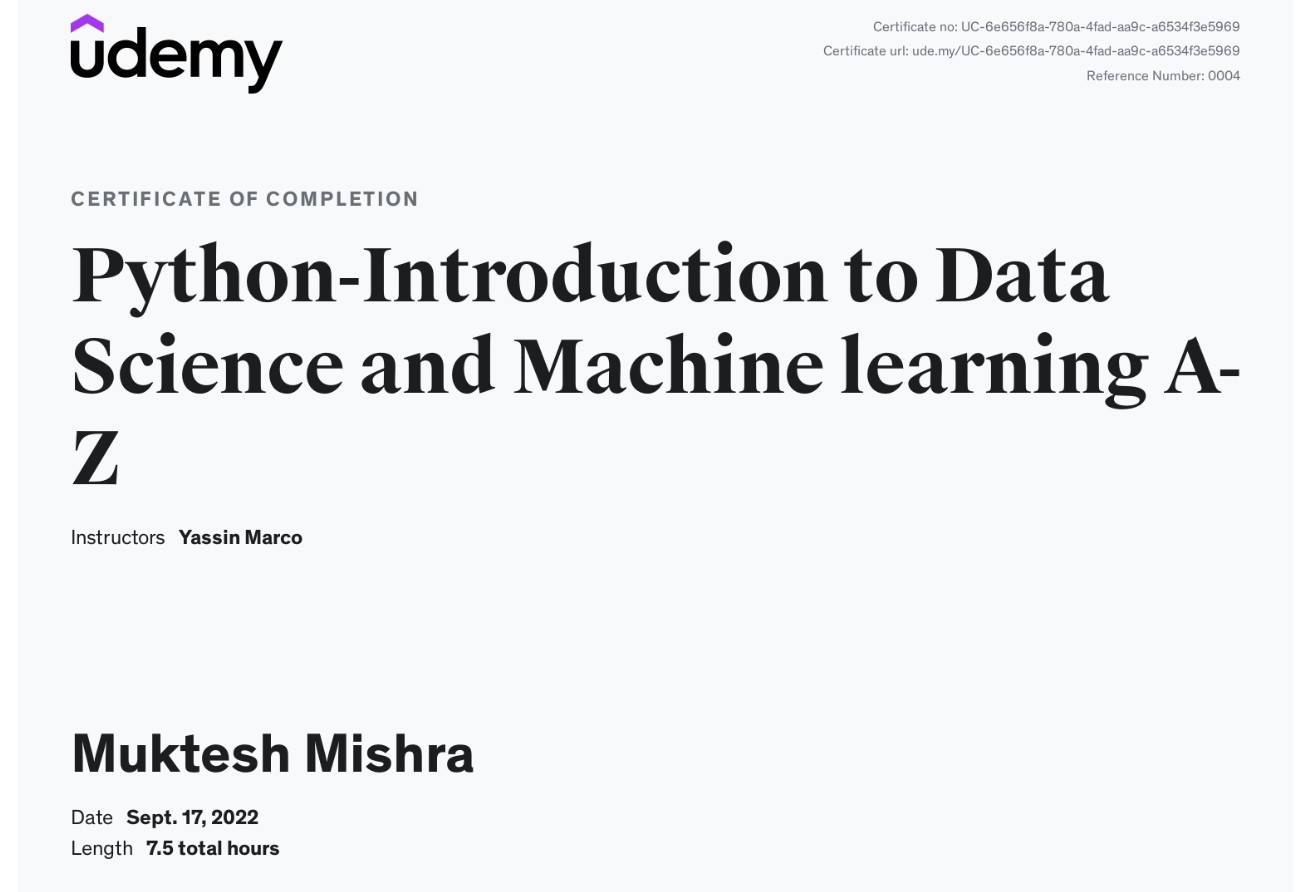 udemy
Certificate no: UC-6e656f8a-780a-4fad-aa9c-a6534f3e5969
Certificate url: ude.my/UC-6e656f8a-780a-4fad-aa9c-a6534f3e5969
Reference Number: 0004
CERTIFICATE OF COMPLETION
Python-Introduction to Data
Science and Machine learning A-
Z
Instructors Yassin Marco
Muktesh Mishra
Date Sept. 17, 2022
Length 7.5 total hours